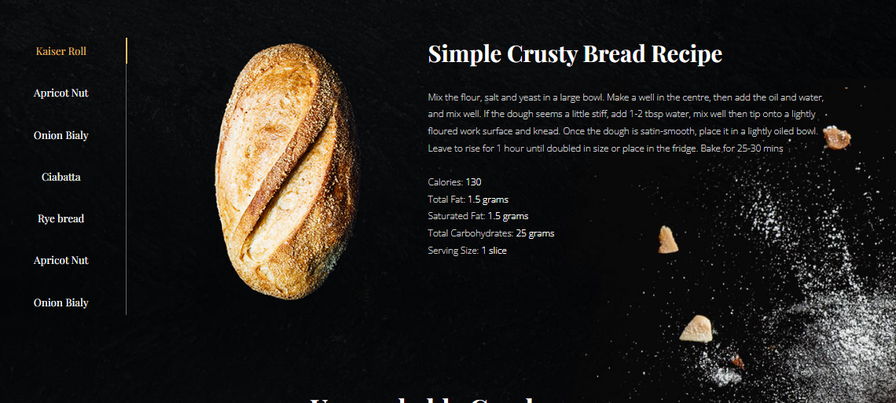 Kaiser Roll
Apricot Nut
Onion Bialy
Ciabatta
Rye bread
Apricot Nut
Onion Bialy
Simple Crusty Bread Recipe
Mix the flour, salt and yeast in a large bowl. Make a well in the centre, then add the oil and water,
and mix well. If the dough seems a little stiff, add 1-2 tbsp water, mix well then tip onto a lightly
floured work surface and knead. Once the dough is satin-smooth, place it in a lightly oiled bowl.
Leave to rise for 1 hour until doubled in size or place in the fridge. Bake for 25-30 mins
Calories: 130
Total Fat: 1.5 grams
Saturated Fat: 1.5 grams
Total Carbohydrates: 25 grams
Serving Size: 1 slice